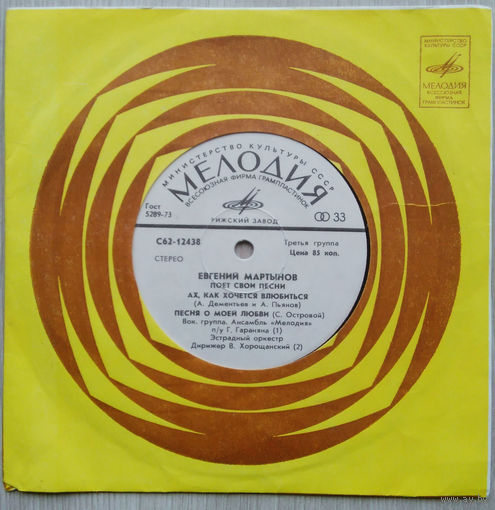 МИНИСТЕРСТВО
КУЛЬТУРЫ СССР
МЕЛОДИЯ
ВСЕСОЮЗНАЯ
ФИРМА
ГРАМПЛАСТИНОК
МИНИСТЕРСТВО КУЛЬТУРЫ СССР
МЕЛОДИЯ
ВСЕСОЮЗНАЯ ФИРМА ГРАМПЛАСТИНОК
Гост
5289-73
РИЖСКИЙ ЗАВОД
33
С62-12438
Третья группа
СТЕРЕО
Цена 85 коп.
ЕВГЕНИЙ МАРТЫНОВ
ПОЕТ СВОИ ПЕСНИ
АХ, КАК ХОЧЕТСЯ ВЛЮБИТЬСЯ
(А. Дементьев и А. Пьянов)
ПЕСНЯ О МОЕЙ ЛЮБВИ (С. Островой)
Вок. группа. Ансамбль «Мелодия»
п/у Г. Гараняна (1)
Эстрадный оркестр
Дирижер В. Хорощанский (2)